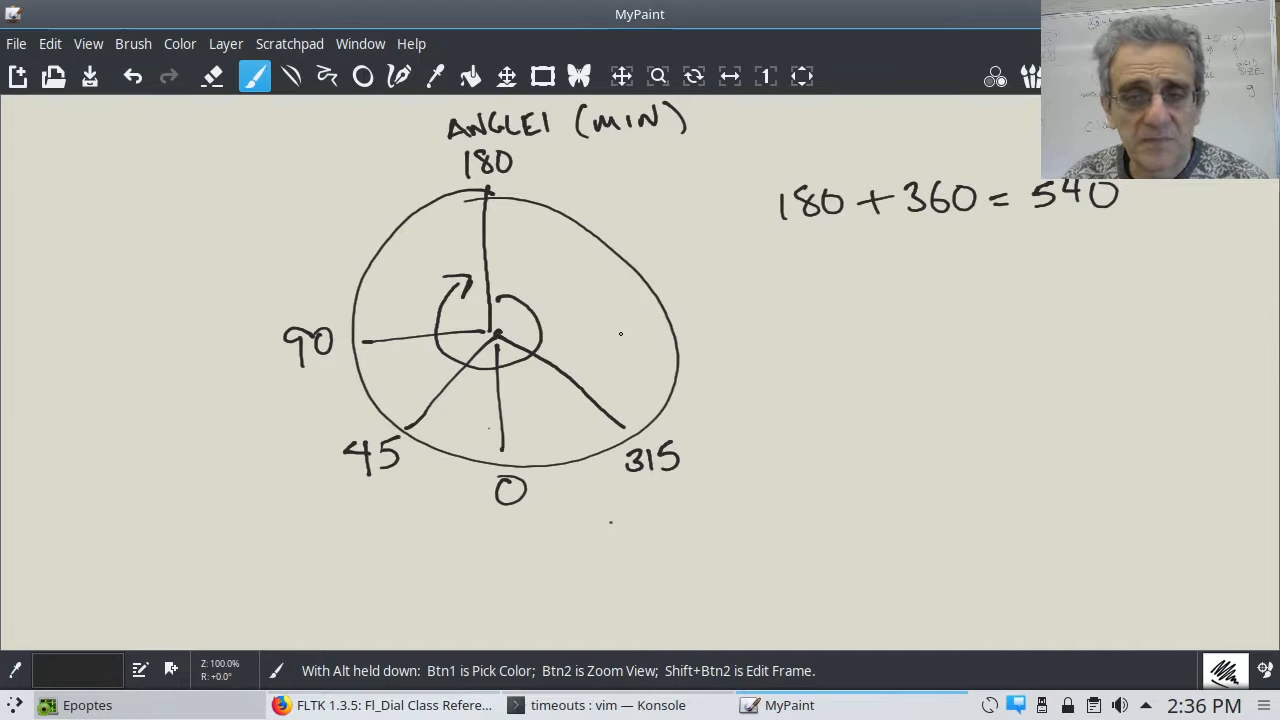 MyPaint
File Edit View Brush Color Layer Scratchpad Window Help
ANGLE1 (MIN)
180
180 + 360 = 540
90
45
315
0
Z: 100.0%
R: +0.0°
With Alt held down: Btn1 is Pick Color; Btn2 is Zoom View; Shift+Btn2 is Edit Frame.
Epoptes
FLTK 1.3.5: Fl_Dial Class Refere...
timeouts : vim — Konsole
MyPaint
2:36 PM